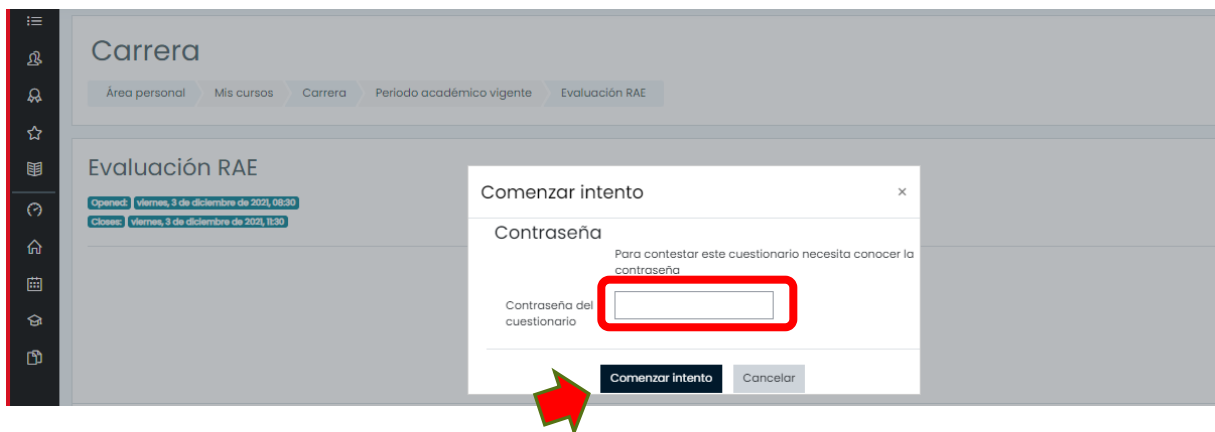 Carrera
Área personal
Mis cursos
Carrera
Periodo académico vigente
Evaluación RAE
Evaluación RAE
Opened: viernes, 3 de diciembre de 2021, 08:30
Closes: viernes, 3 de diciembre de 2021, 11:30
Comenzar intento ×
Contraseña
Para contestar este cuestionario necesita conocer la
contraseña
Contraseña del
cuestionario
Comenzar intento
Cancelar